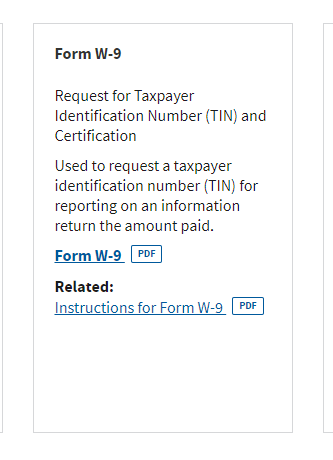 Form W-9
Request for Taxpayer
Identification Number (TIN) and
Certification
Used to request a taxpayer
identification number (TIN) for
reporting on an information
return the amount paid.
Form W-9 PDF
Related:
Instructions for Form W-9 PDF